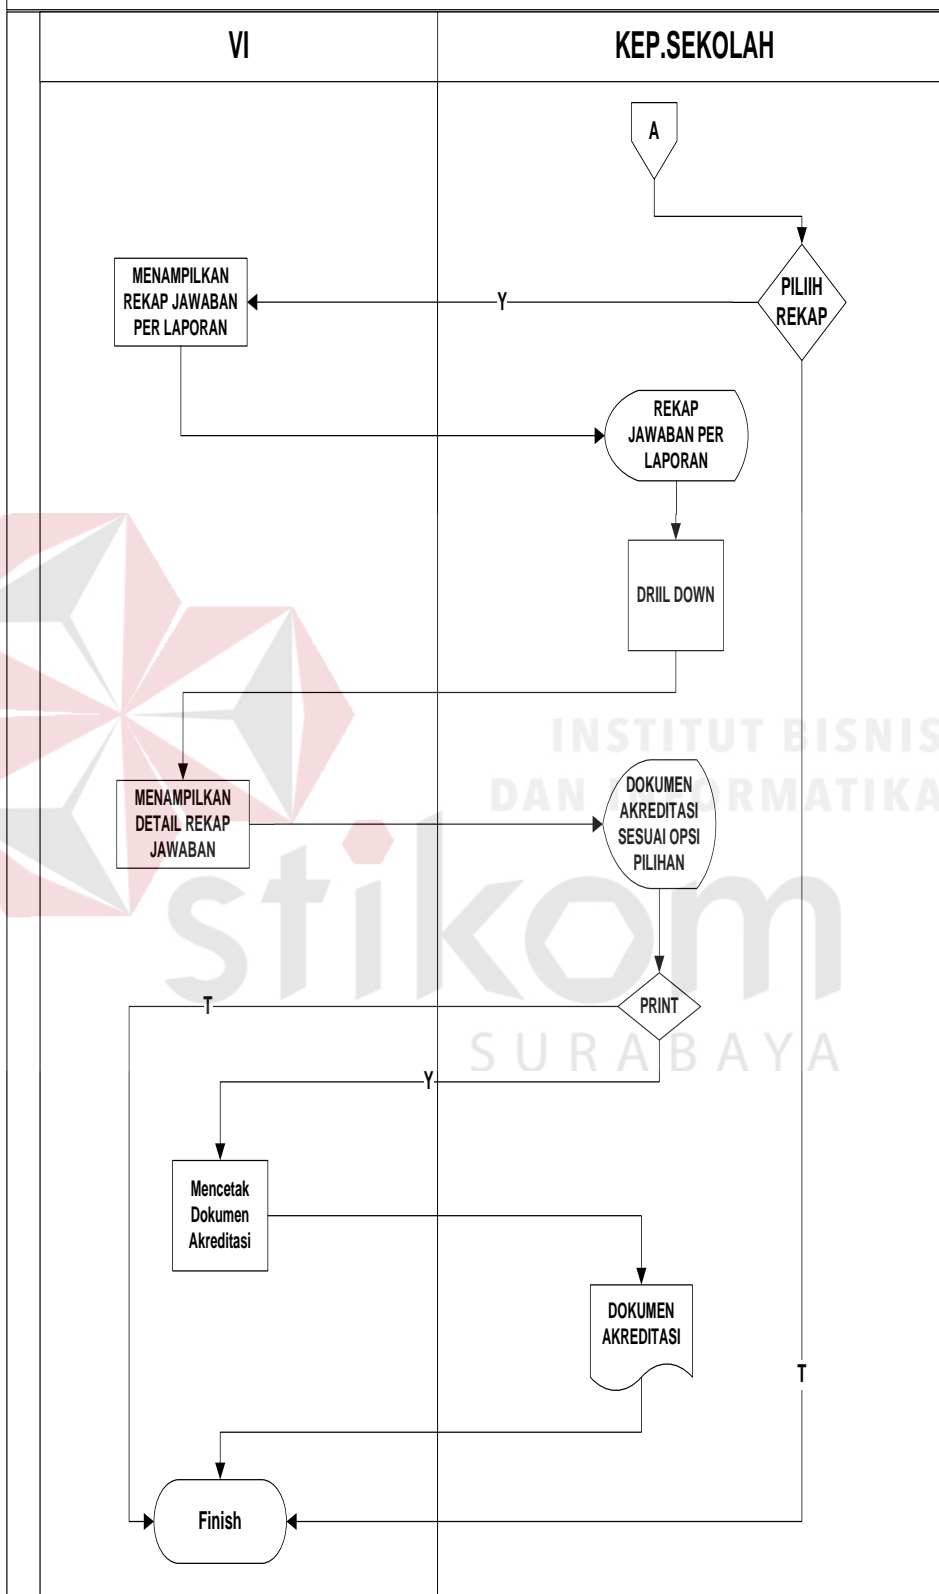 VI
KEP.SEKOLAH
A
PILIIH
REKAP
Y
MENAMPILKAN
REKAP JAWABAN
PER LAPORAN
REKAP
JAWABAN PER
LAPORAN
DRIIL DOWN
INSTITUT BISNIS
DAN INFORMATIKA
MENAMPILKAN
DETAIL REKAP
JAWABAN
DOKUMEN
AKREDITASI
SESUAI OPSI
PILIHAN
stikom
SURABAYA
PRINT
T
Y
Mencetak
Dokumen
Akreditasi
DOKUMEN
AKREDITASI
T
Finish